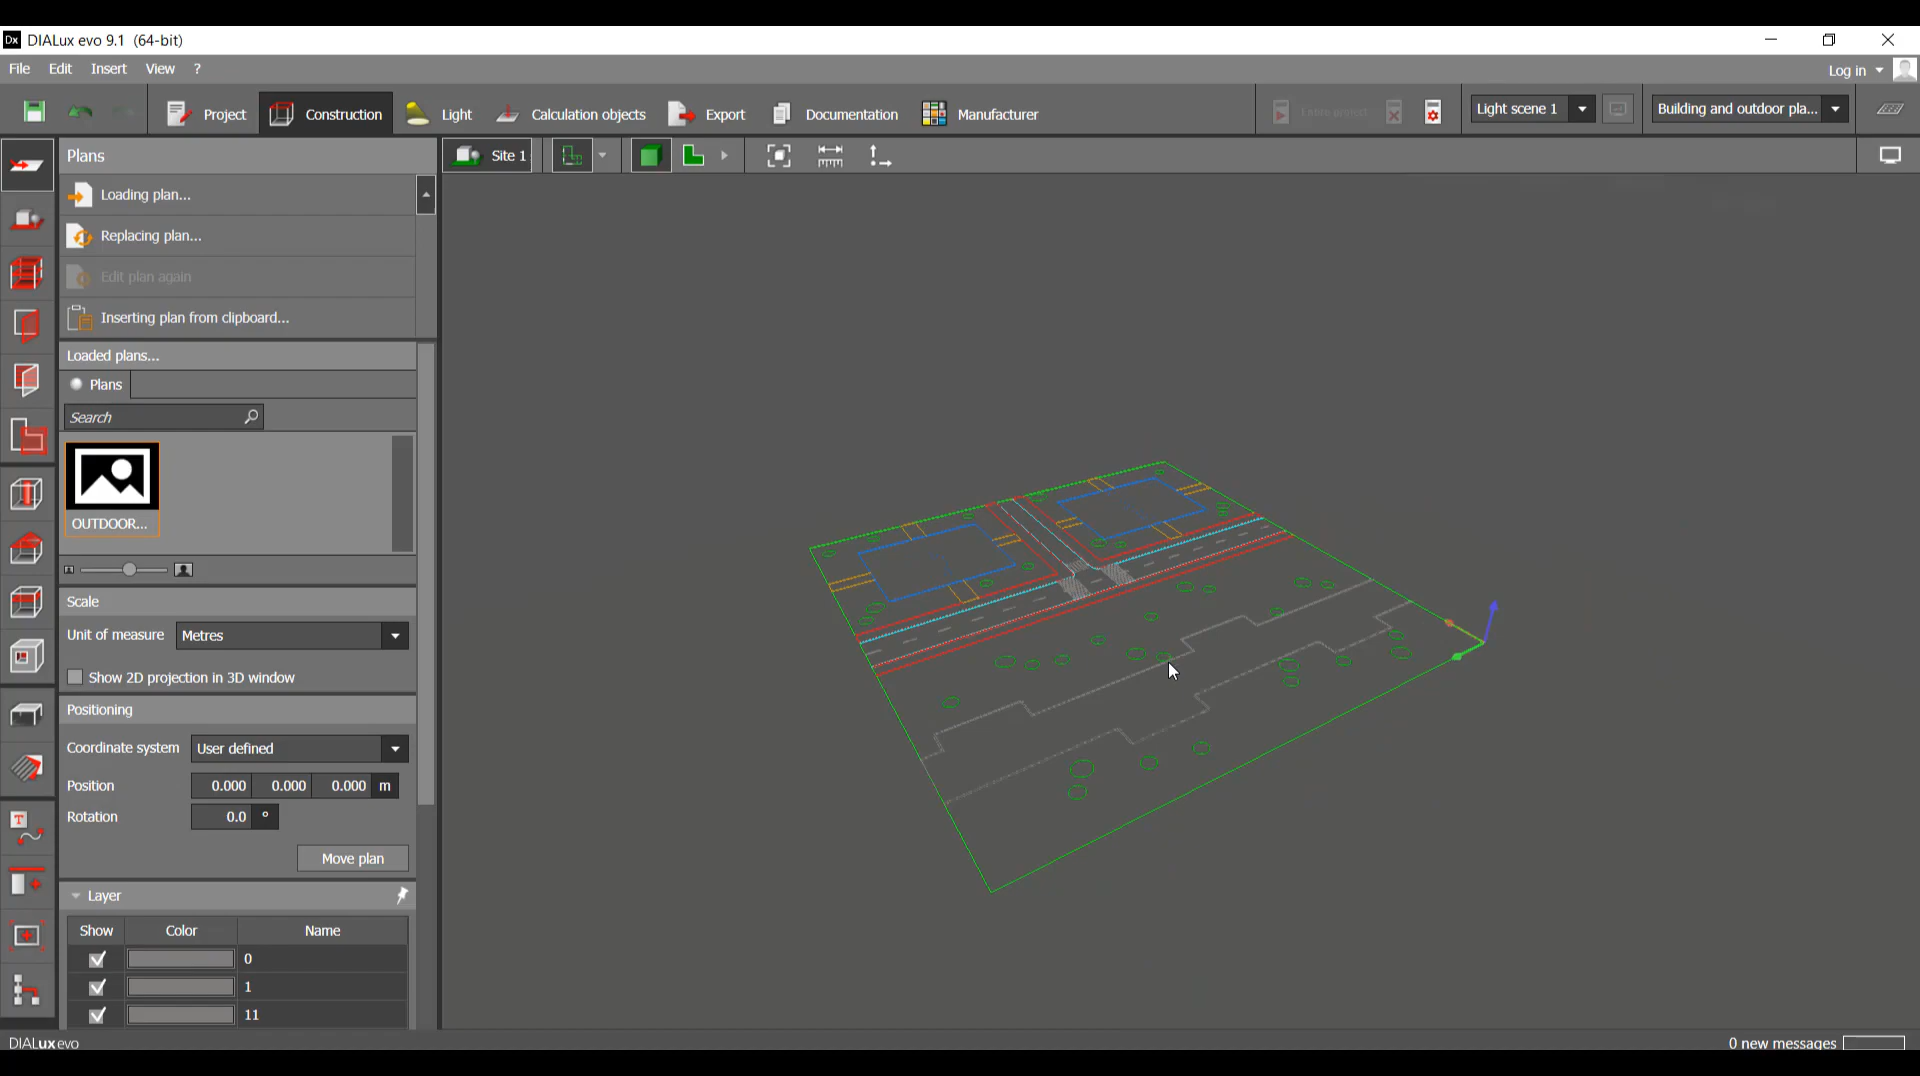 Dx DIALux evo 9.1 (64-bit)
File Edit Insert View ? Log in
Project Construction Light Calculation objects Export Documentation Manufacturer Entire project Light scene 1 Building and outdoor pla...
Plans Site 1
Loading plan...
Replacing plan...
Edit plan again
Inserting plan from clipboard...
Loaded plans...
Plans
Search
OUTDOOR...
Scale
Unit of measure Metres
Show 2D projection in 3D window
Positioning
Coordinate system User defined
Position 0.000 0.000 0.000 m
Rotation 0.0 °
Move plan
Layer
Show Color Name
0
1
11
DIALux evo 0 new messages